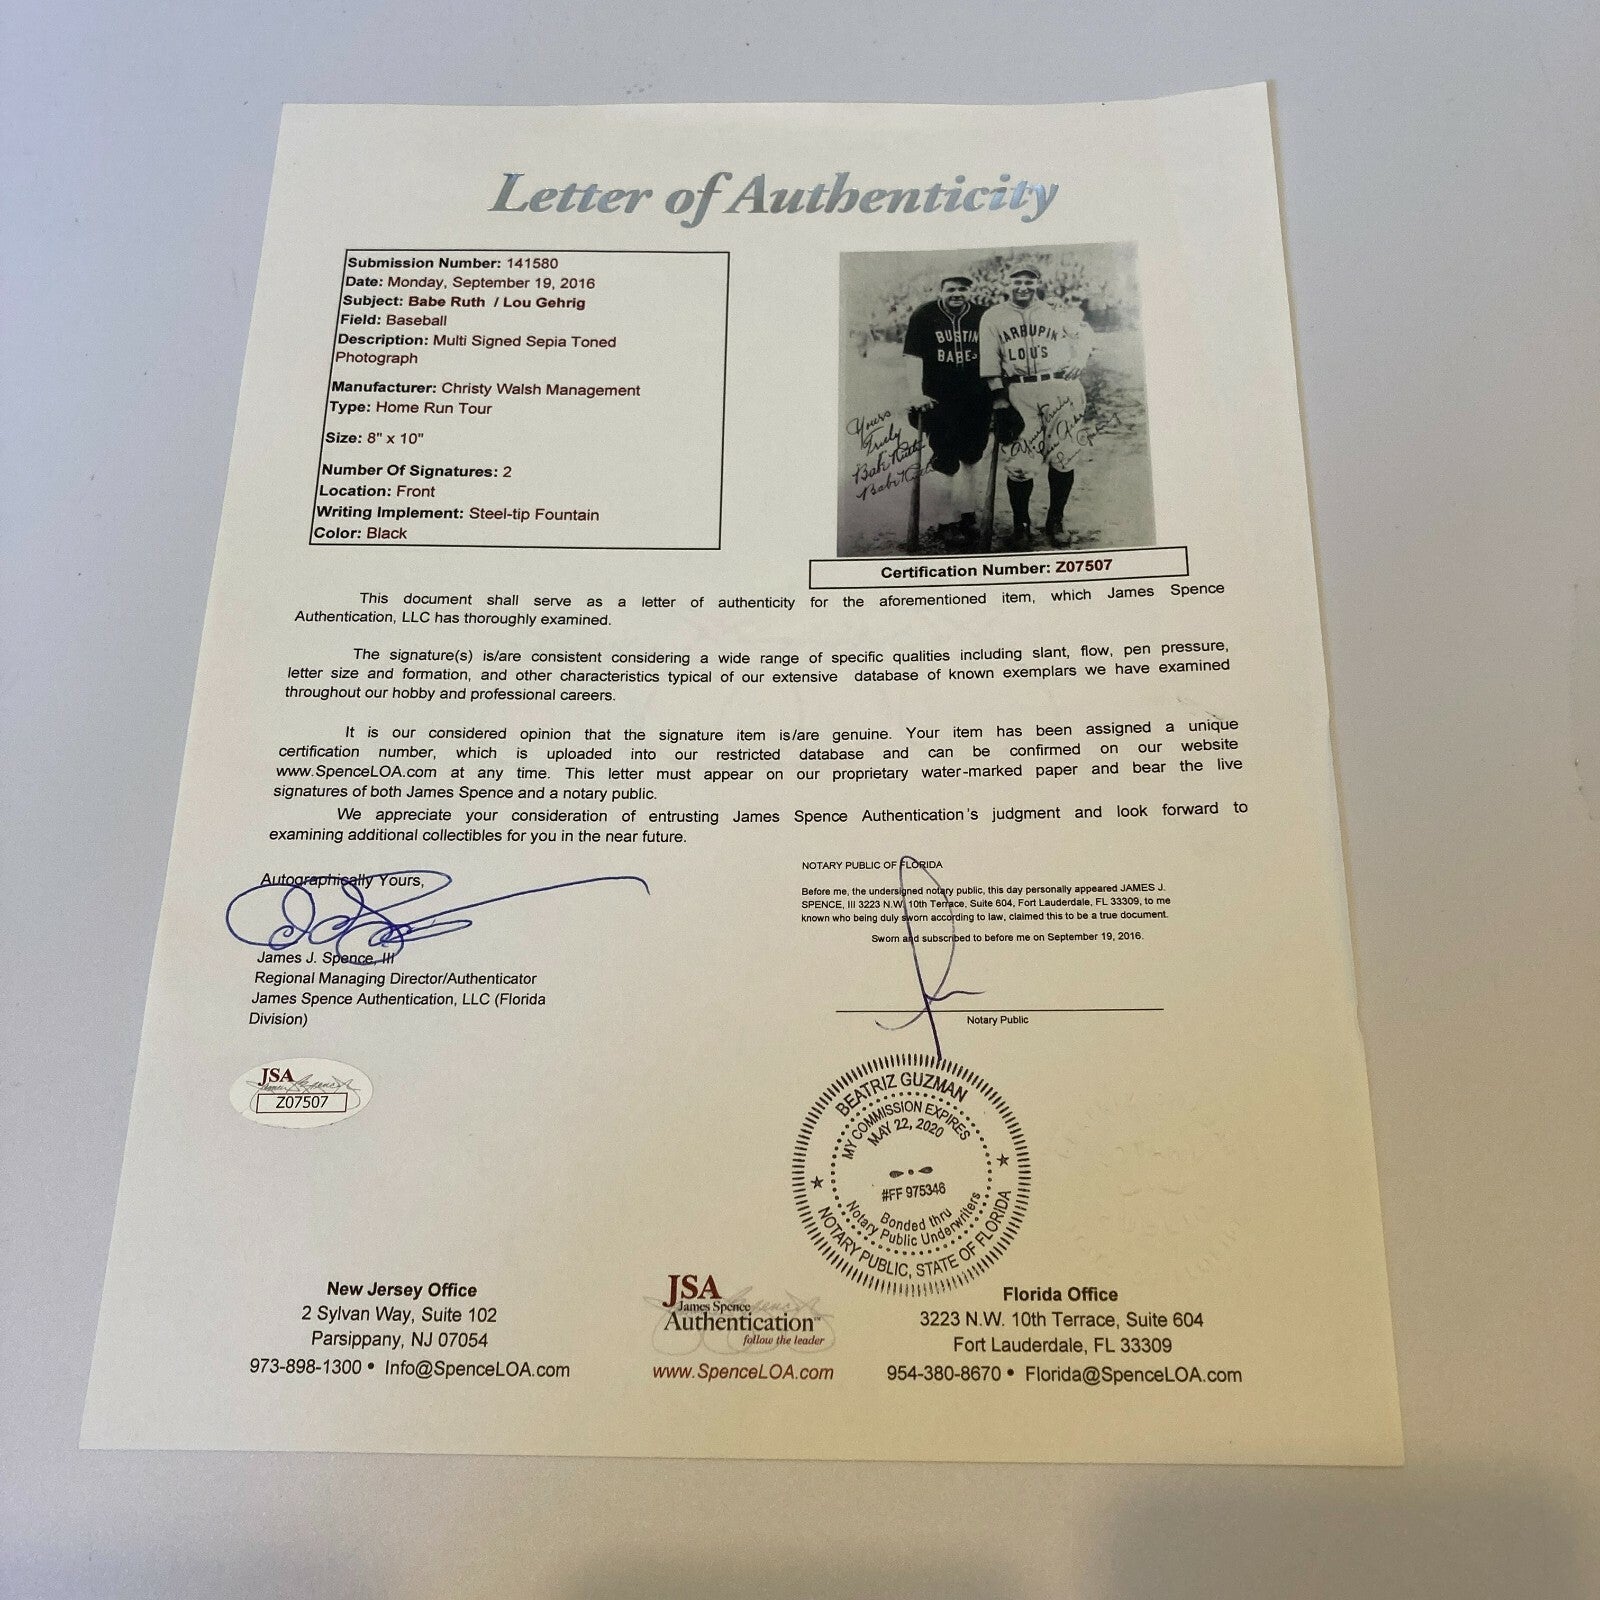 Letter of Authenticity
Submission Number: 141580
Date: Monday, September 19, 2016
Subject: Babe Ruth / Lou Gehrig
Field: Baseball
Description: Multi Signed Sepia Toned
Photograph
Manufacturer: Christy Walsh Management
Type: Home Run Tour
Size: 8" x 10"
Number Of Signatures: 2
Location: Front
Writing Implement: Steel-tip Fountain
Color: Black
BUSTIN
BABES
ARRUPIN
LOU'S
Yours
Truly
Babe Ruth
Babe Ruth
Certification Number: Z07507
This document shall serve as a letter of authenticity for the aforementioned item, which James Spence
Authentication, LLC has thoroughly examined.
The signature(s) is/are consistent considering a wide range of specific qualities including slant, flow, pen pressure,
letter size and formation, and other characteristics typical of our extensive database of known exemplars we have examined
throughout our hobby and professional careers.
It is our considered opinion that the signature item is/are genuine. Your item has been assigned a unique
certification number, which is uploaded into our restricted database and can be confirmed on our website
www.SpenceLOA.com at any time. This letter must appear on our proprietary water-marked paper and bear the live
signatures of both James Spence and a notary public.
We appreciate your consideration of entrusting James Spence Authentication's judgment and look forward to
examining additional collectibles for you in the near future.
Autographically Yours,
James J. Spence, III
Regional Managing Director/Authenticator
James Spence Authentication, LLC (Florida
Division)
NOTARY PUBLIC OF FLORIDA
Before me, the undersigned notary public, this day personally appeared JAMES J.
SPENCE, III 3223 N.W. 10th Terrace, Suite 604, Fort Lauderdale, FL 33309, to me
known who being duly sworn according to law, claimed this to be a true document.
Sworn and subscribed to before me on September 19, 2016.
Notary Public
JSA
Z07507
BEATRIZ GUZMAN
MY COMMISSION EXPIRES
MAY 22, 2020
#FF 975346
Bonded thru
Notary Public Underwriters
NOTARY PUBLIC, STATE OF FLORIDA
New Jersey Office
2 Sylvan Way, Suite 102
Parsippany, NJ 07054
973-898-1300 • Info@SpenceLOA.com
JSA
James Spence
Authentication™
follow the leader
www.SpenceLOA.com
Florida Office
3223 N.W. 10th Terrace, Suite 604
Fort Lauderdale, FL 33309
954-380-8670 • Florida@SpenceLOA.com